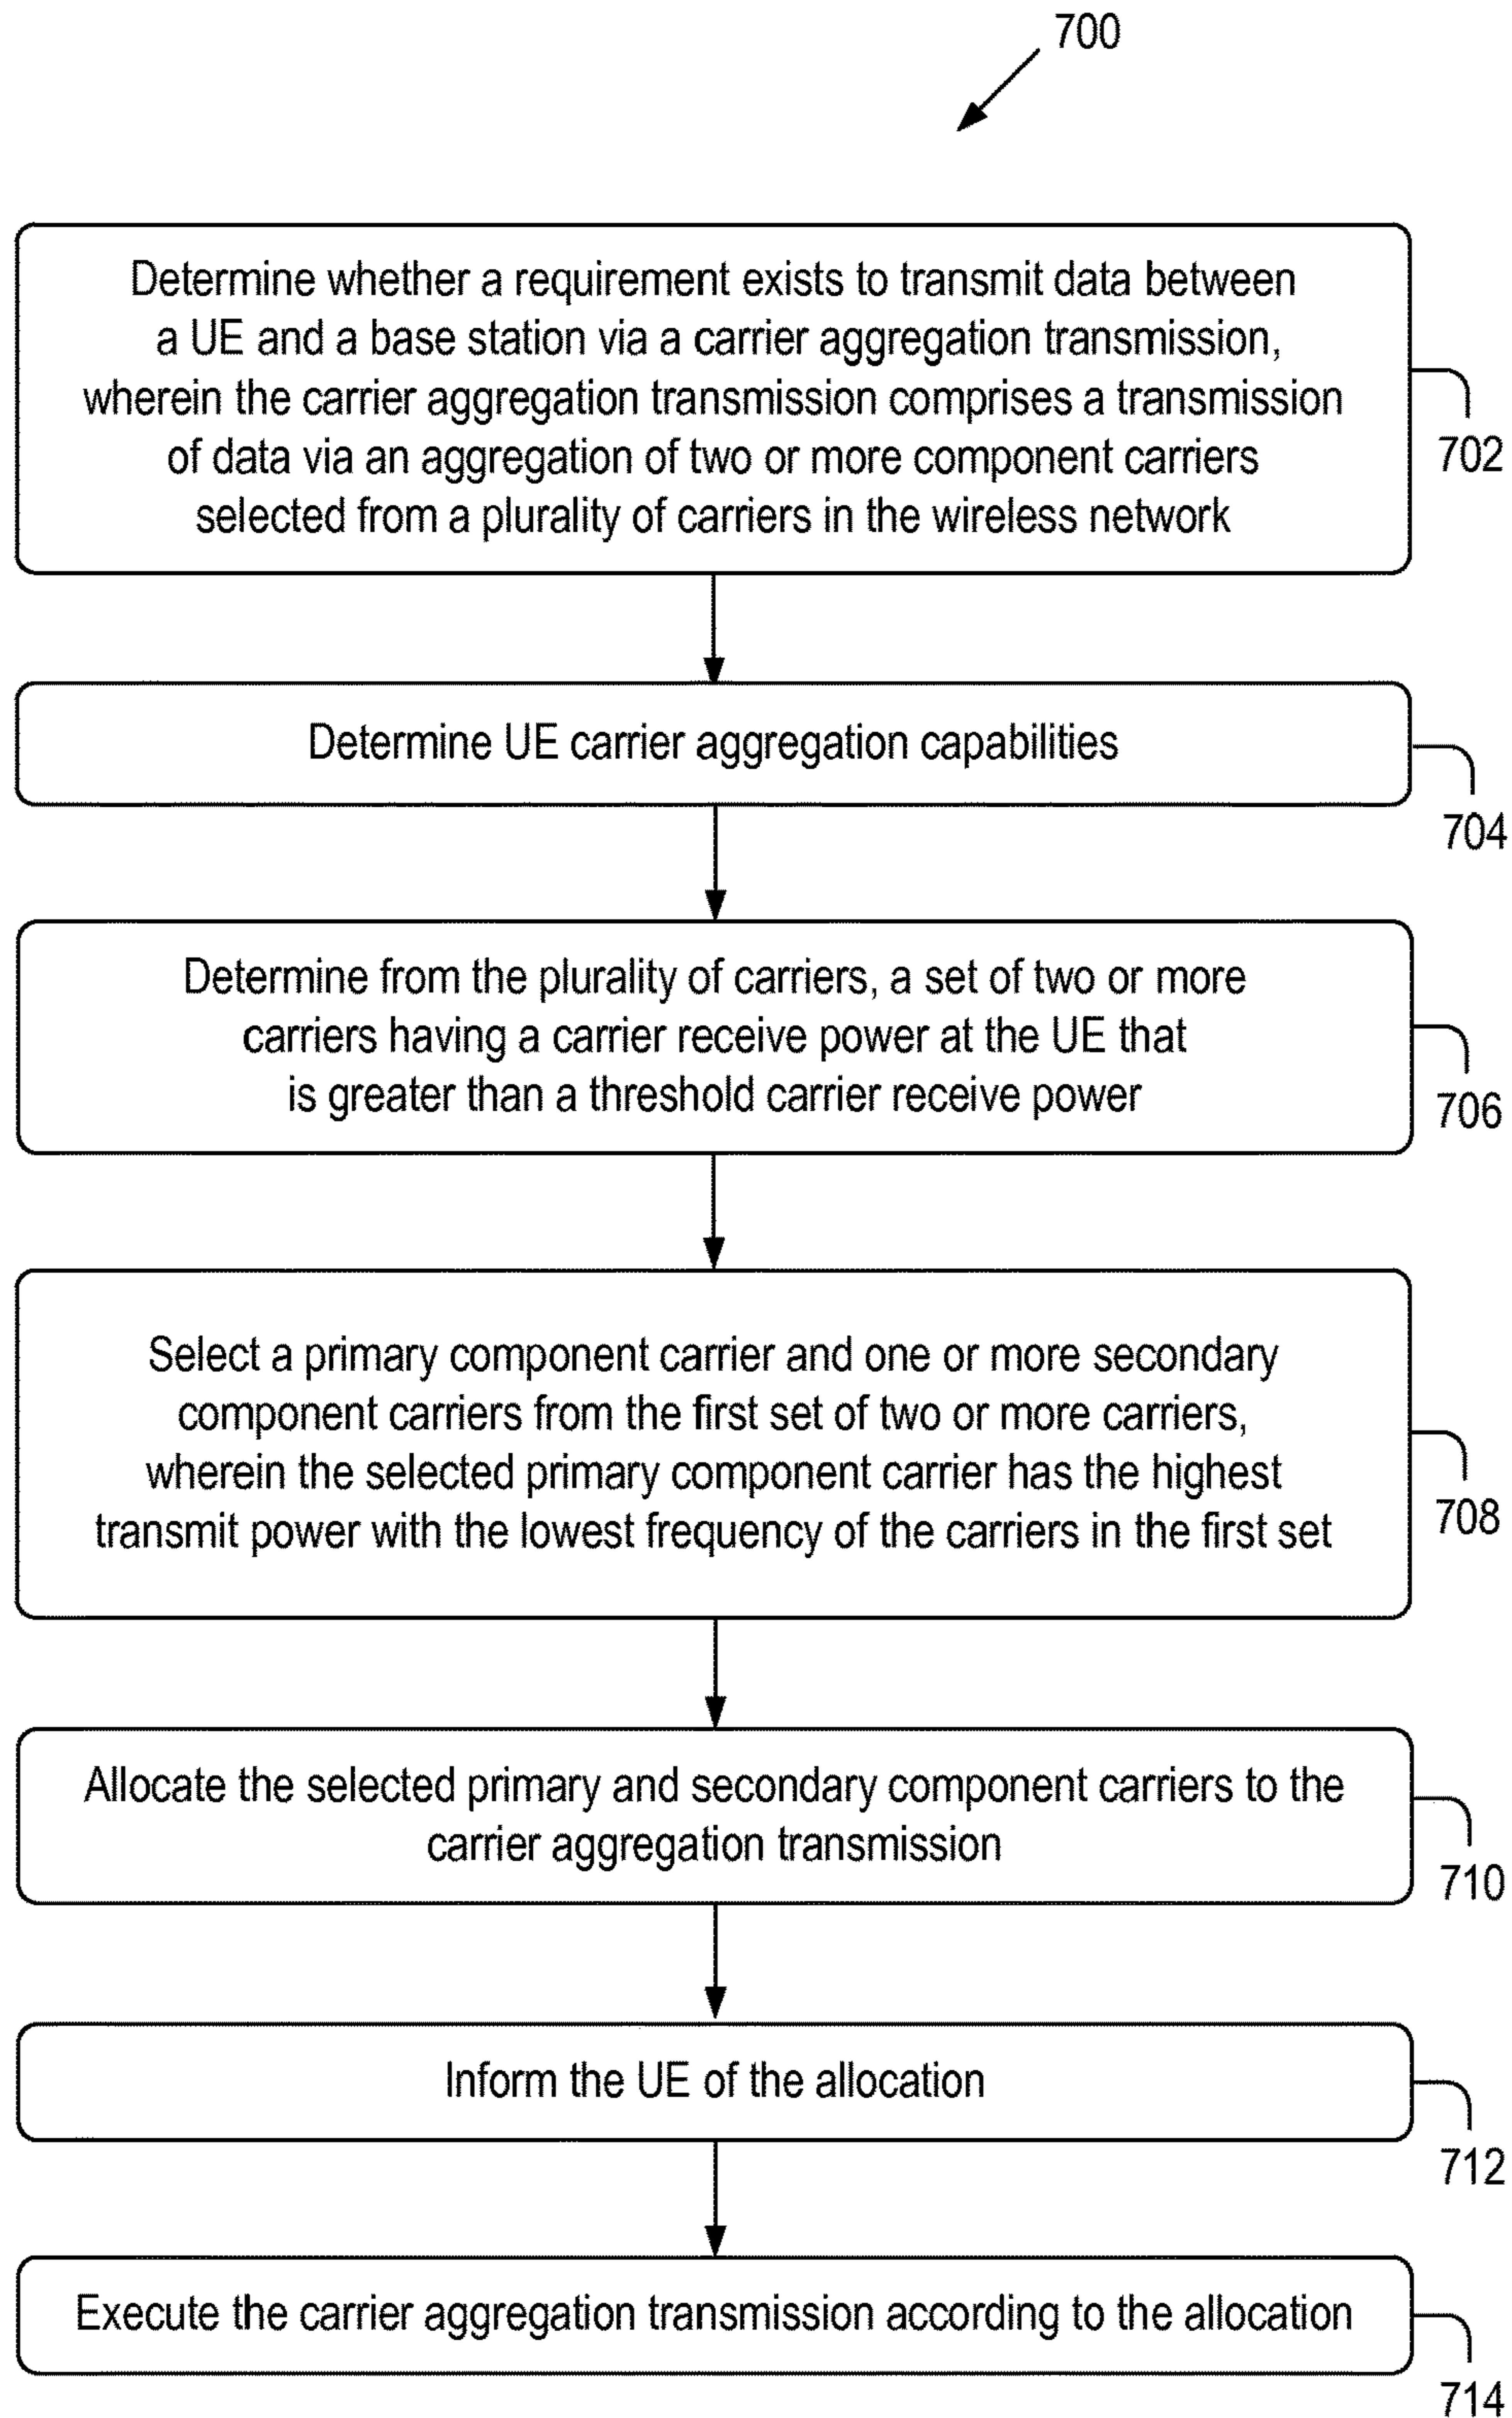 700
Determine whether a requirement exists to transmit data between
a UE and a base station via a carrier aggregation transmission,
wherein the carrier aggregation transmission comprises a transmission
of data via an aggregation of two or more component carriers
selected from a plurality of carriers in the wireless network
702
Determine UE carrier aggregation capabilities
704
Determine from the plurality of carriers, a set of two or more
carriers having a carrier receive power at the UE that
is greater than a threshold carrier receive power
706
Select a primary component carrier and one or more secondary
component carriers from the first set of two or more carriers,
wherein the selected primary component carrier has the highest
transmit power with the lowest frequency of the carriers in the first set
708
Allocate the selected primary and secondary component carriers to the
carrier aggregation transmission
710
Inform the UE of the allocation
712
Execute the carrier aggregation transmission according to the allocation
714